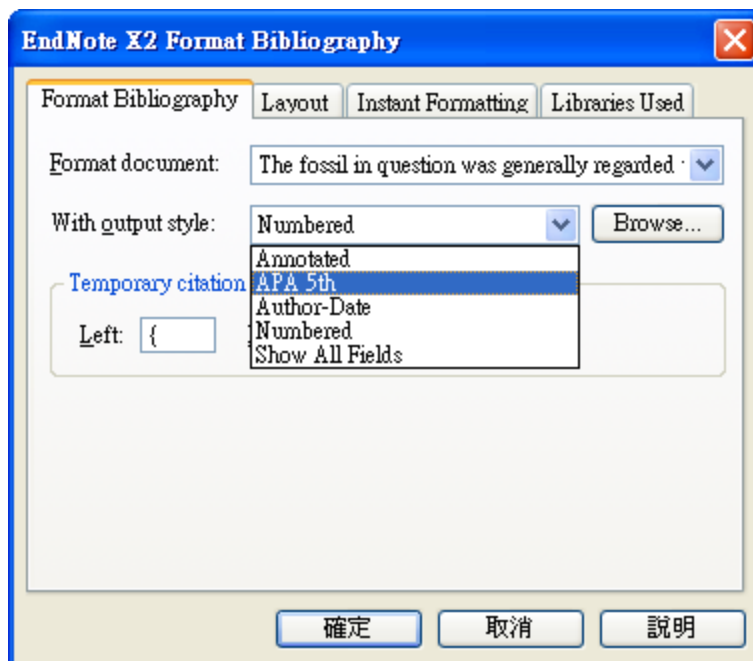 EndNote X2 Format Bibliography
Format Bibliography Layout Instant Formatting Libraries Used
Format document: The fossil in question was generally regarded
With output style: Numbered Browse...
Annotated
Temporary citation APA 5th
Author-Date
Left: { Numbered
Show All Fields
確定 取消 說明